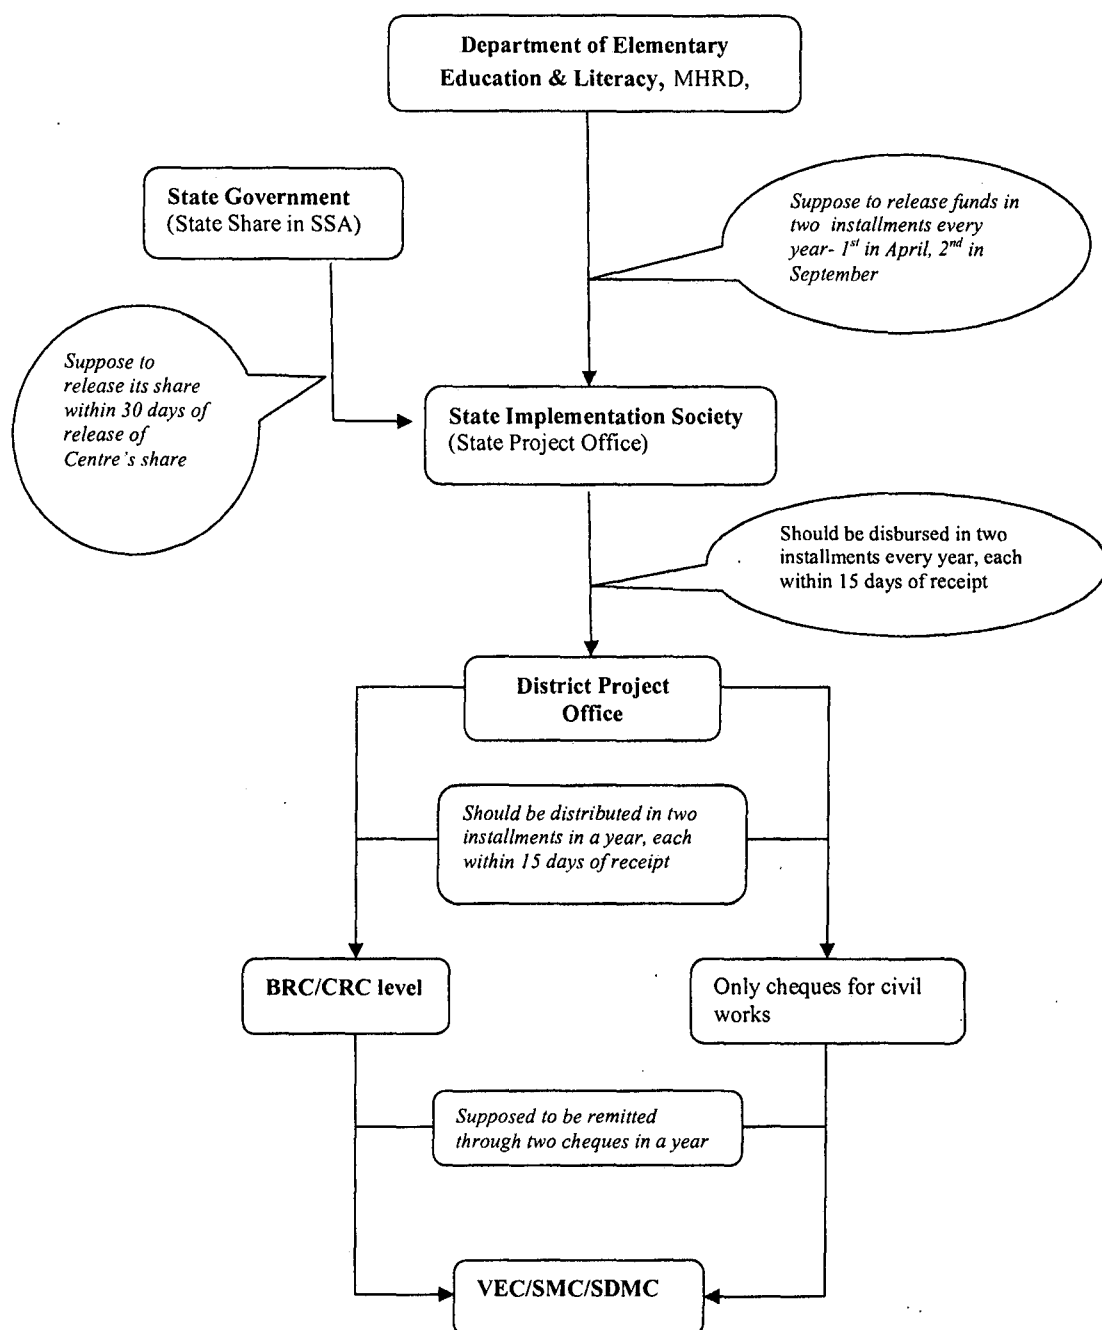 Department of Elementary
Education & Literacy, MHRD,
State Government
(State Share in SSA)
Suppose to release funds in
two installments every
year- 1st in April, 2nd in
September
Suppose to
release its share
within 30 days of
release of
Centre's share
State Implementation Society
(State Project Office)
Should be disbursed in two
installments every year, each
within 15 days of receipt
District Project
Office
Should be distributed in two
installments in a year, each
within 15 days of receipt
BRC/CRC level
Only cheques for civil
works
Supposed to be remitted
through two cheques in a year
VEC/SMC/SDMC